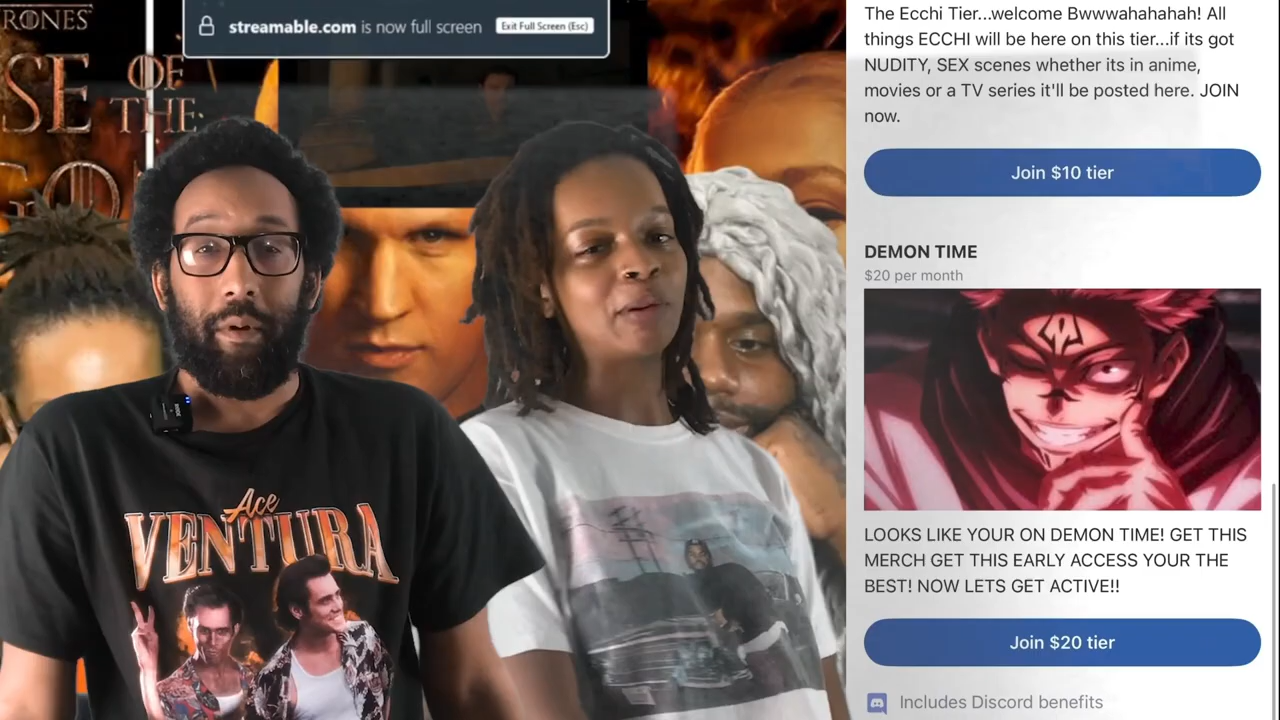 RONES
streamable.com is now full screen
Exit Full Screen (Esc)
SE OF
THE
Ace
VENTURA
The Ecchi Tier...welcome Bwwwahahahah! All
things ECCHI will be here on this tier...if its got
NUDITY, SEX scenes whether its in anime,
movies or a TV series it'll be posted here. JOIN
now.
Join $10 tier
DEMON TIME
$20 per month
LOOKS LIKE YOUR ON DEMON TIME! GET THIS
MERCH GET THIS EARLY ACCESS YOUR THE
BEST! NOW LETS GET ACTIVE!!
Join $20 tier
Includes Discord benefits